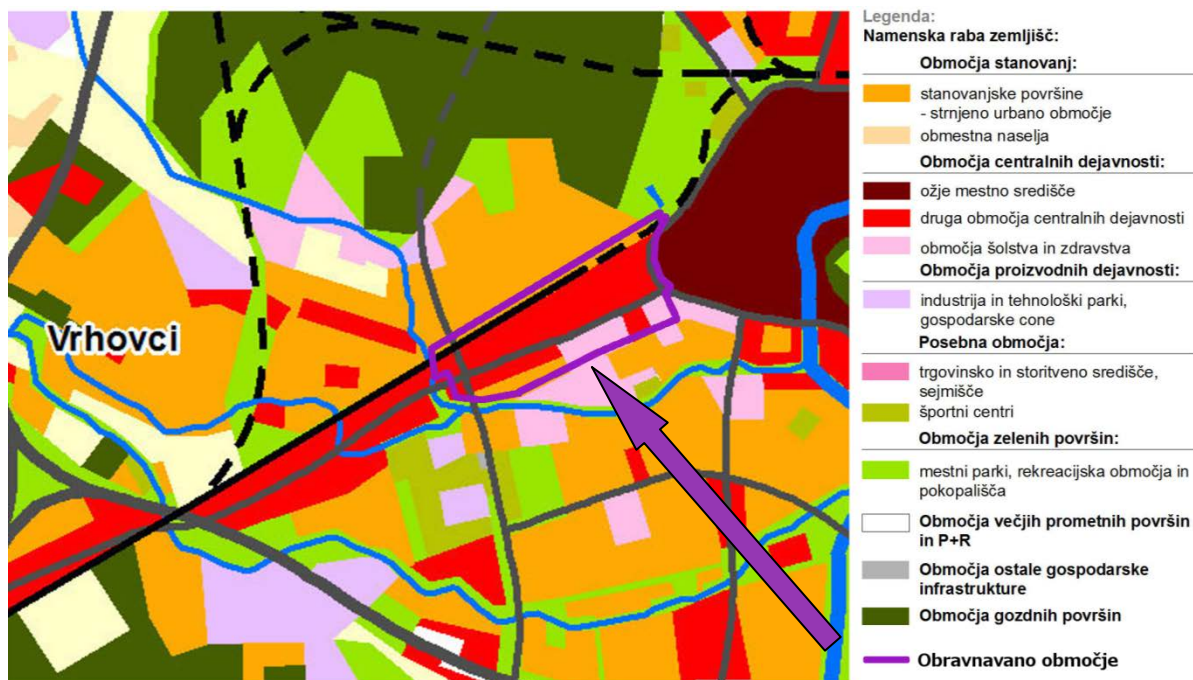 Vrhovci
Legenda:
Namenska raba zemljišč:
Območja stanovanj:
stanovanjske površine
- strnjeno urbano območje
obmestna naselja
Območja centralnih dejavnosti:
ožje mestno središče
druga območja centralnih dejavnosti
območja šolstva in zdravstva
Območja proizvodnih dejavnosti:
industrija in tehnološki parki,
gospodarske cone
Posebna območja:
trgovinsko in storitveno središče,
sejmišče
športni centri
Območja zelenih površin:
mestni parki, rekreacijska območja in
pokopališča
Območja večjih prometnih površin
in P+R
Območja ostale gospodarske
infrastrukture
Območja gozdnih površin
Obravnavano območje